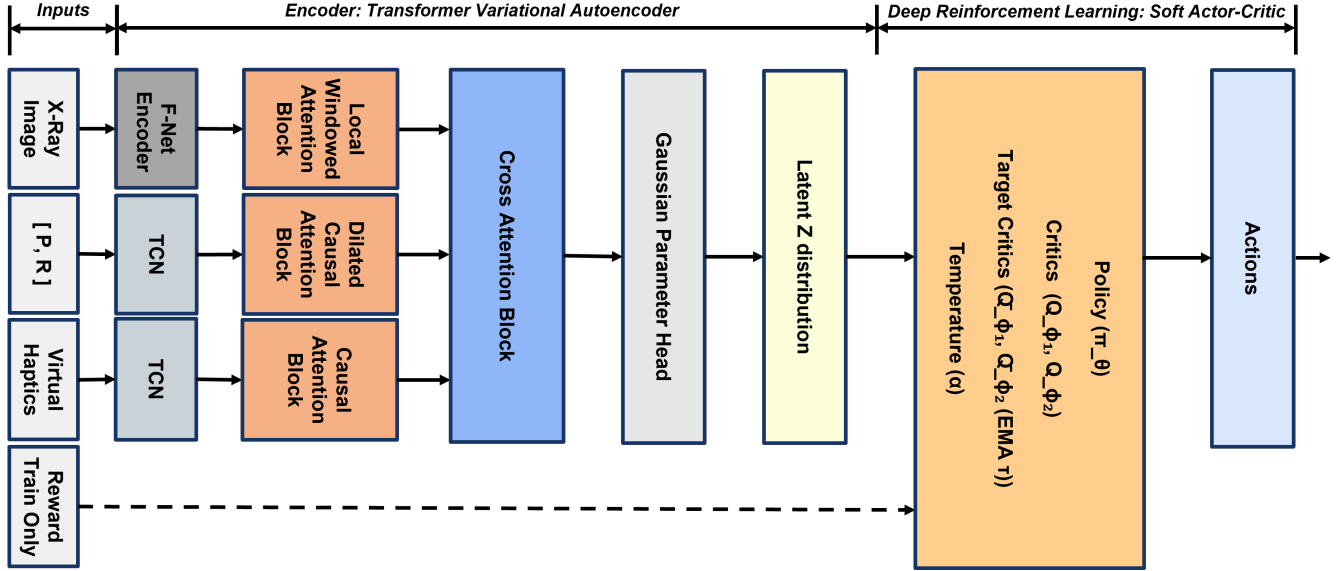 Inputs
Encoder: Transformer Variational Autoencoder
Deep Reinforcement Learning: Soft Actor-Critic
X-Ray
Image
F-Net
Encoder
Local
Windowed
Attention
Block
[ P, R ]
TCN
Dilated
Causal
Attention
Block
Virtual
Haptics
TCN
Causal
Attention
Block
Reward
Train Only
Cross Attention Block
Gaussian Parameter Head
Latent Z distribution
Policy (π_θ)
Critics (Q_ϕ₁, Q_ϕ₂)
Target Critics (Q̄_ϕ₁, Q̄_ϕ₂ (EMA τ))
Temperature (α)
Actions